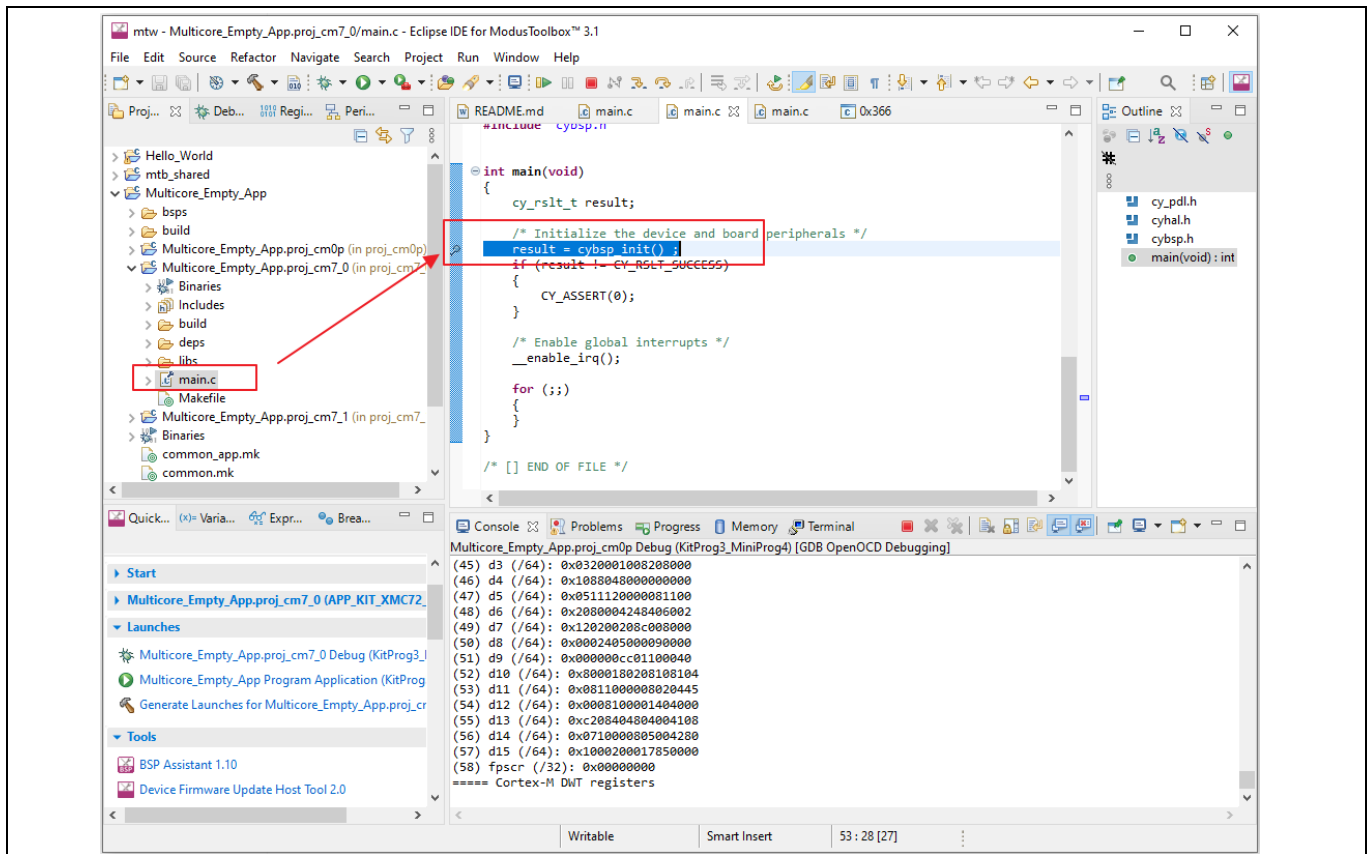 mtw - Multicore_Empty_App.proj_cm7_0/main.c - Eclipse IDE for ModusToolbox™ 3.1
File Edit Source Refactor Navigate Search Project Run Window Help
Proj... Deb... Regi... Peri...
Hello_World
mtb_shared
Multicore_Empty_App
bsps
build
Multicore_Empty_App.proj_cm0p (in proj_cm0p)
Multicore_Empty_App.proj_cm7_0 (in proj_cm7_
Binaries
Includes
build
deps
libs
main.c
Makefile
Multicore_Empty_App.proj_cm7_1 (in proj_cm7_
Binaries
common_app.mk
common.mk
README.md main.c main.c main.c 0x366
#include "cybsp.h"
int main(void)
{
cy_rslt_t result;
/* Initialize the device and board peripherals */
result = cybsp_init() ;
if (result != CY_RSLT_SUCCESS)
{
CY_ASSERT(0);
}
/* Enable global interrupts */
__enable_irq();
for (;;)
{
}
}
/* [] END OF FILE */
Outline
cy_pdl.h
cyhal.h
cybsp.h
main(void) : int
Quick... (x)= Varia... Expr... Brea...
Start
Multicore_Empty_App.proj_cm7_0 (APP_KIT_XMC72_
Launches
Multicore_Empty_App.proj_cm7_0 Debug (KitProg3_
Multicore_Empty_App Program Application (KitProg
Generate Launches for Multicore_Empty_App.proj_cr
Tools
BSP Assistant 1.10
Device Firmware Update Host Tool 2.0
Console Problems Progress Memory Terminal
Multicore_Empty_App.proj_cm0p Debug (KitProg3_MiniProg4) [GDB OpenOCD Debugging]
(45) d3 (/64): 0x0320001008208000
(46) d4 (/64): 0x1088048000000000
(47) d5 (/64): 0x0511120000081100
(48) d6 (/64): 0x2080004248406002
(49) d7 (/64): 0x120200208c008000
(50) d8 (/64): 0x0002405000090000
(51) d9 (/64): 0x000000cc01100040
(52) d10 (/64): 0x8000180208108104
(53) d11 (/64): 0x0811000008020445
(54) d12 (/64): 0x0008100001404000
(55) d13 (/64): 0xc208404804004108
(56) d14 (/64): 0x0710000805004280
(57) d15 (/64): 0x1000200017850000
(58) fpscr (/32): 0x00000000
===== Cortex-M DWT registers
Writable Smart Insert 53 : 28 [27]